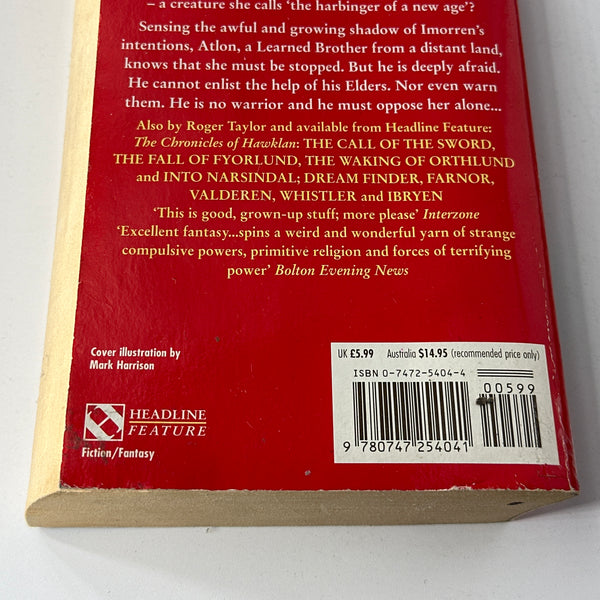 – a creature she calls ‘the harbinger of a new age’?
Sensing the awful and growing shadow of Imorren’s
intentions, Atlon, a Learned Brother from a distant land,
knows that she must be stopped. But he is deeply afraid.
He cannot enlist the help of his Elders. Nor even warn
them. He is no warrior and he must oppose her alone...
Also by Roger Taylor and available from Headline Feature:
The Chronicles of Hawklan: THE CALL OF THE SWORD,
THE FALL OF FYORLUND, THE WAKING OF ORTHLUND
and INTO NARSINDAL; DREAM FINDER, FARNOR,
VALDEREN, WHISTLER and IBRYEN
‘This is good, grown-up stuff; more please’ Interzone
‘Excellent fantasy...spins a weird and wonderful yarn of strange
compulsive powers, primitive religion and forces of terrifying
power’ Bolton Evening News
Cover illustration by
Mark Harrison
HEADLINE
FEATURE
Fiction/Fantasy
UK £5.99 Australia $14.95 (recommended price only)
ISBN 0-7472-5404-4
00599
9 780747 254041